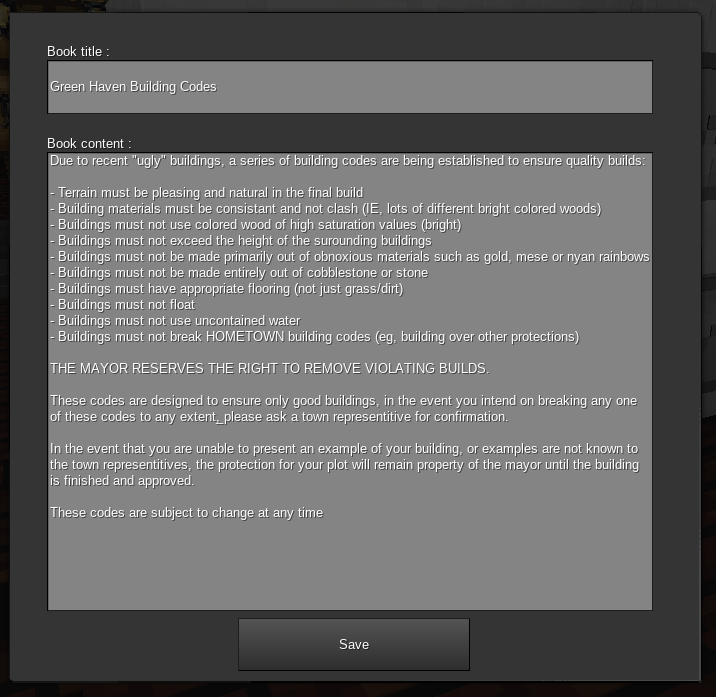 Book title :
Green Haven Building Codes
Book content :
Due to recent "ugly" buildings, a series of building codes are being established to ensure quality builds:
- Terrain must be pleasing and natural in the final build
- Building materials must be consistant and not clash (IE, lots of different bright colored woods)
- Buildings must not use colored wood of high saturation values (bright)
- Buildings must not exceed the height of the surounding buildings
- Buildings must not be made primarily out of obnoxious materials such as gold, mese or nyan rainbows
- Buildings must not be made entirely out of cobblestone or stone
- Buildings must have appropriate flooring (not just grass/dirt)
- Buildings must not float
- Buildings must not use uncontained water
- Buildings must not break HOMETOWN building codes (eg, building over other protections)
THE MAYOR RESERVES THE RIGHT TO REMOVE VIOLATING BUILDS.
These codes are designed to ensure only good buildings, in the event you intend on breaking any one
of these codes to any extent,_please ask a town representitive for confirmation.
In the event that you are unable to present an example of your building, or examples are not known to
the town representitives, the protection for your plot will remain property of the mayor until the building
is finished and approved.
These codes are subject to change at any time
Save